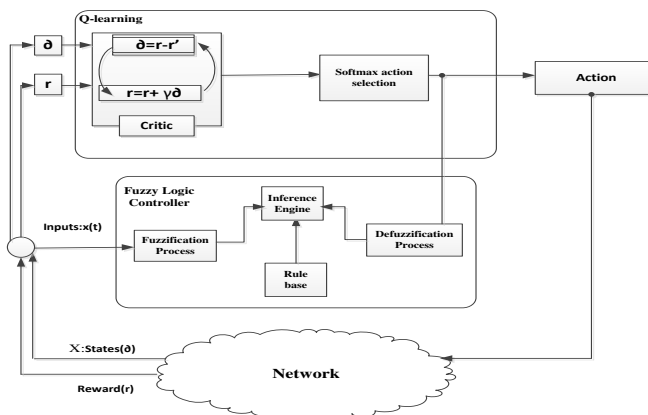 Q-learning
∂
∂=r-r’
r
r=r+ γ∂
Critic
Softmax action
selection
Action
Fuzzy Logic
Controller
Inference
Engine
Inputs:x(t)
Fuzzification
Process
Defuzzification
Process
Rule
base
X:States(∂)
Network
Reward(r)